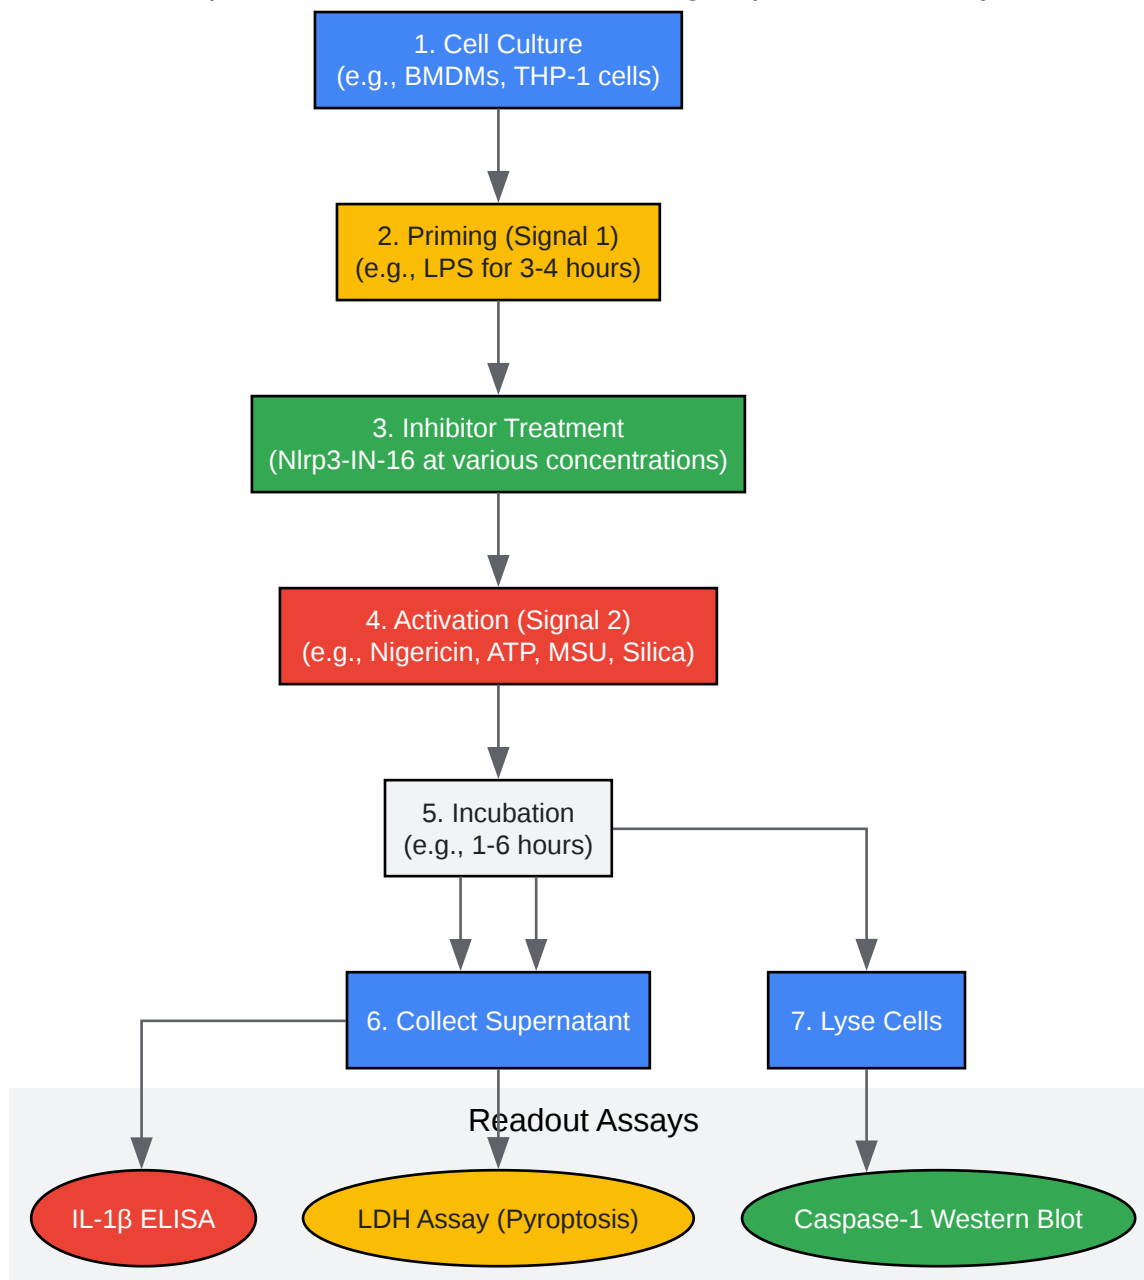 1. Cell Culture
(e.g., BMDMs, THP-1 cells)
2. Priming (Signal 1)
(e.g., LPS for 3-4 hours)
3. Inhibitor Treatment
(Nlrp3-IN-16 at various concentrations)
4. Activation (Signal 2)
(e.g., Nigericin, ATP, MSU, Silica)
5. Incubation
(e.g., 1-6 hours)
6. Collect Supernatant
7. Lyse Cells
Readout Assays
IL-1β ELISA
LDH Assay (Pyroptosis)
Caspase-1 Western Blot